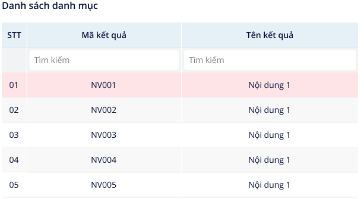 Danh sách danh mục
STT Mã kết quả Tên kết quả
Tìm kiếm Tìm kiếm
01 NV001 Nội dung 1
02 NV002 Nội dung 1
03 NV003 Nội dung 1
04 NV004 Nội dung 1
05 NV005 Nội dung 1